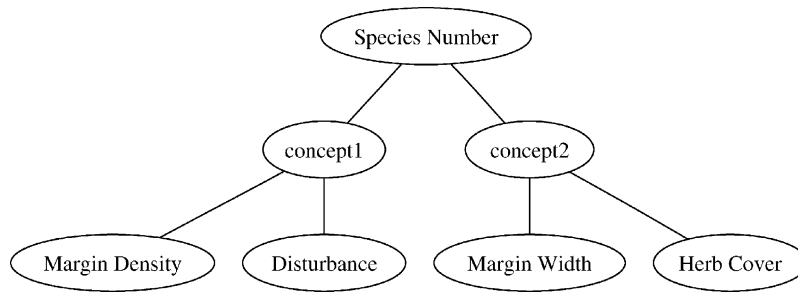 Species Number
concept1
concept2
Margin Density
Disturbance
Margin Width
Herb Cover